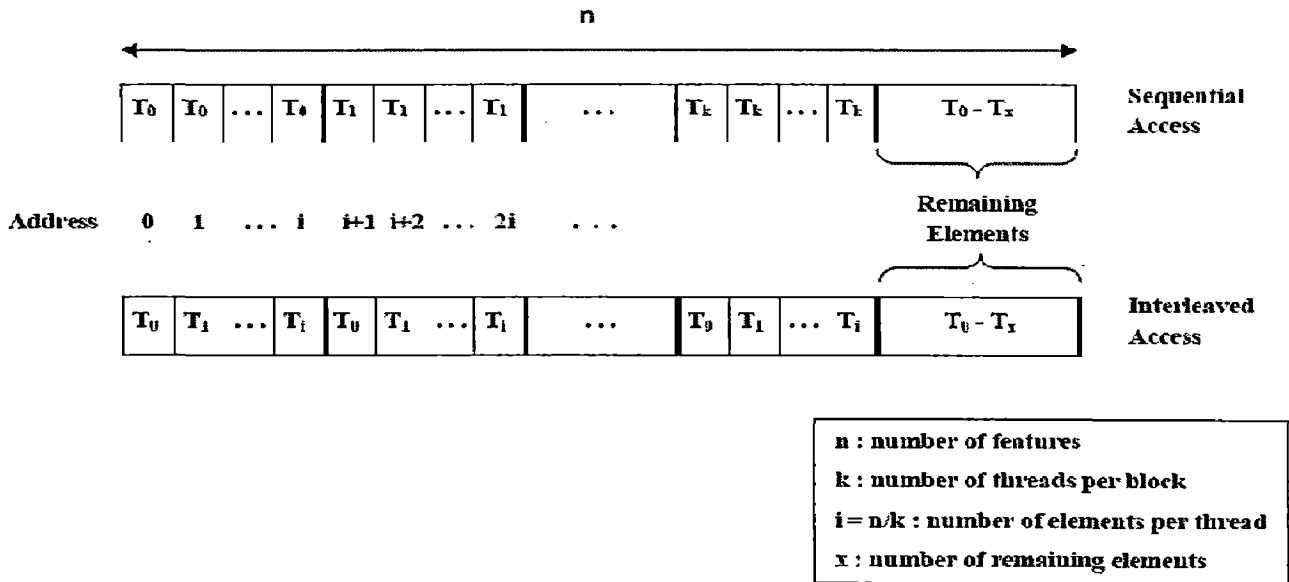 n
T₀ T₀ ... T₀ T₁ T₁ ... T₁ ... Tₖ Tₖ ... Tₖ T₀ - Tₓ
Sequential
Access
Remaining
Elements
Address 0 1 ... i i+1 i+2 ... 2i ...
T₀ T₁ ... Tᵢ T₀ T₁ ... Tᵢ ... T₀ T₁ ... Tᵢ T₀ - Tₓ
Interleaved
Access
n : number of features
k : number of threads per block
i = n/k : number of elements per thread
x : number of remaining elements